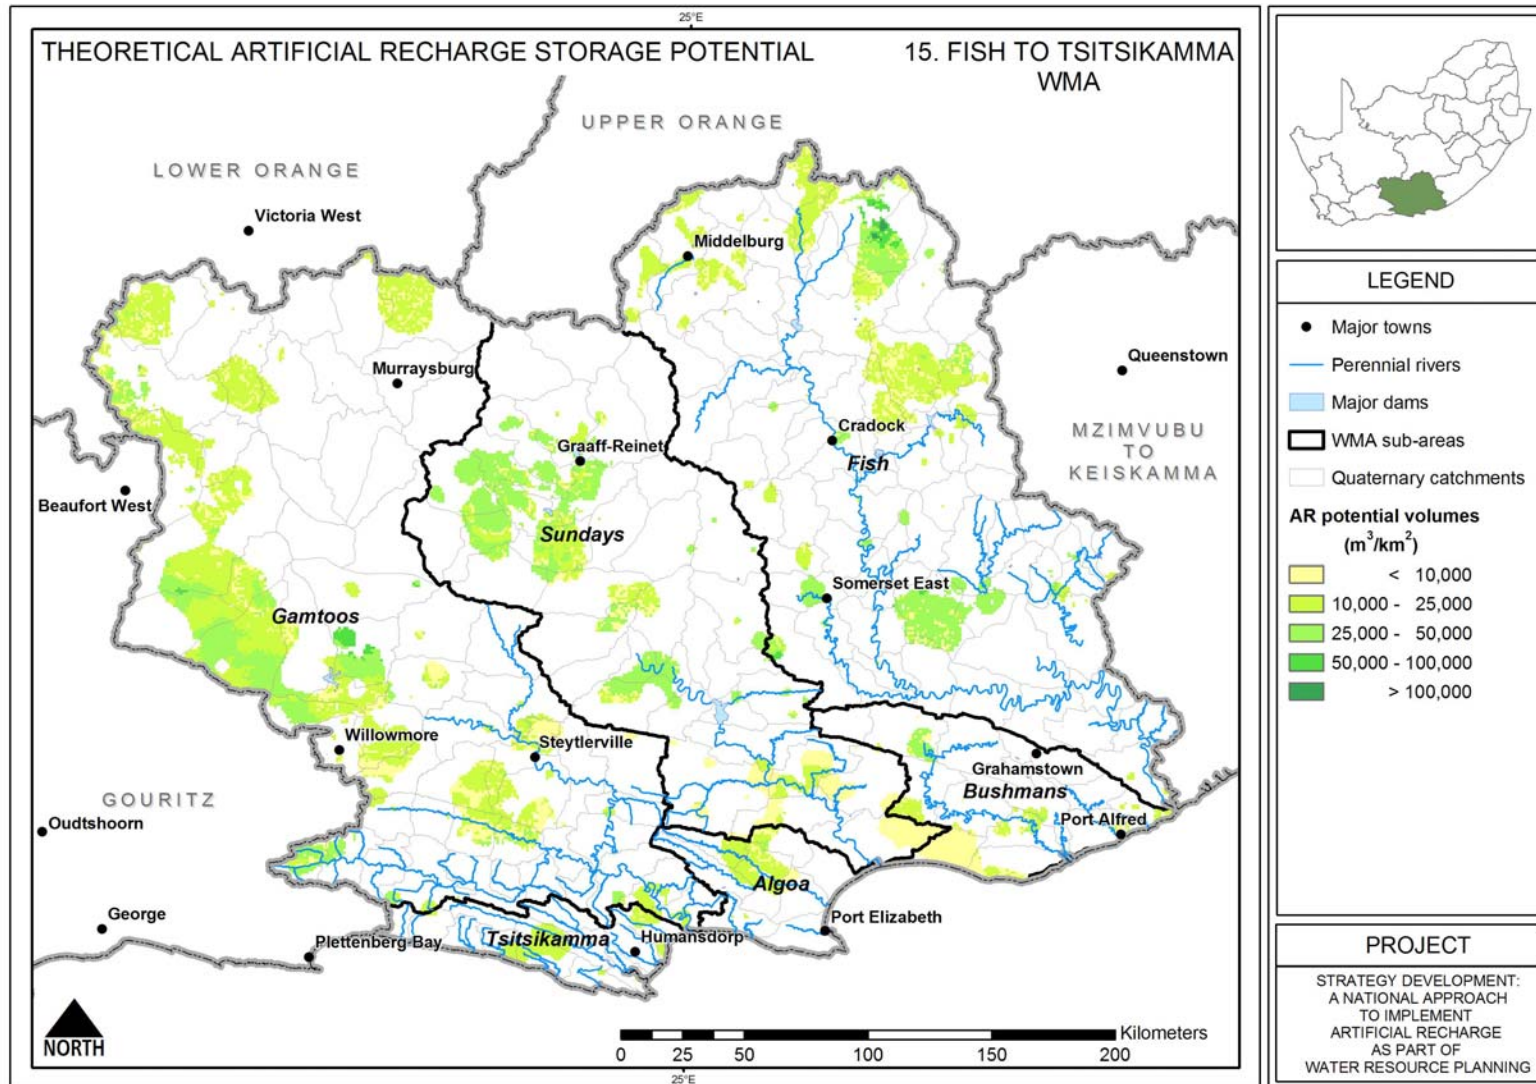 25°E
THEORETICAL ARTIFICIAL RECHARGE STORAGE POTENTIAL
15. FISH TO TSITSIKAMMA
WMA
UPPER ORANGE
LOWER ORANGE
Victoria West
Middelburg
Queenstown
Murraysburg
MZIMVUBU
TO
KEISKAMMA
Cradock
Fish
Graaff-Reinet
Beaufort West
Sundays
Somerset East
Gamtoos
Willowmore
Steytlerville
Grahamstown
Bushmans
GOURITZ
Port Alfred
Oudtshoorn
Algoa
George
Port Elizabeth
Plettenberg Bay
Tsitsikamma
Humansdorp
NORTH
Kilometers
0 25 50 100 150 200
25°E
LEGEND
Major towns
Perennial rivers
Major dams
WMA sub-areas
Quaternary catchments
AR potential volumes
(m³/km²)
< 10,000
10,000 - 25,000
25,000 - 50,000
50,000 - 100,000
> 100,000
PROJECT
STRATEGY DEVELOPMENT:
A NATIONAL APPROACH
TO IMPLEMENT
ARTIFICIAL RECHARGE
AS PART OF
WATER RESOURCE PLANNING